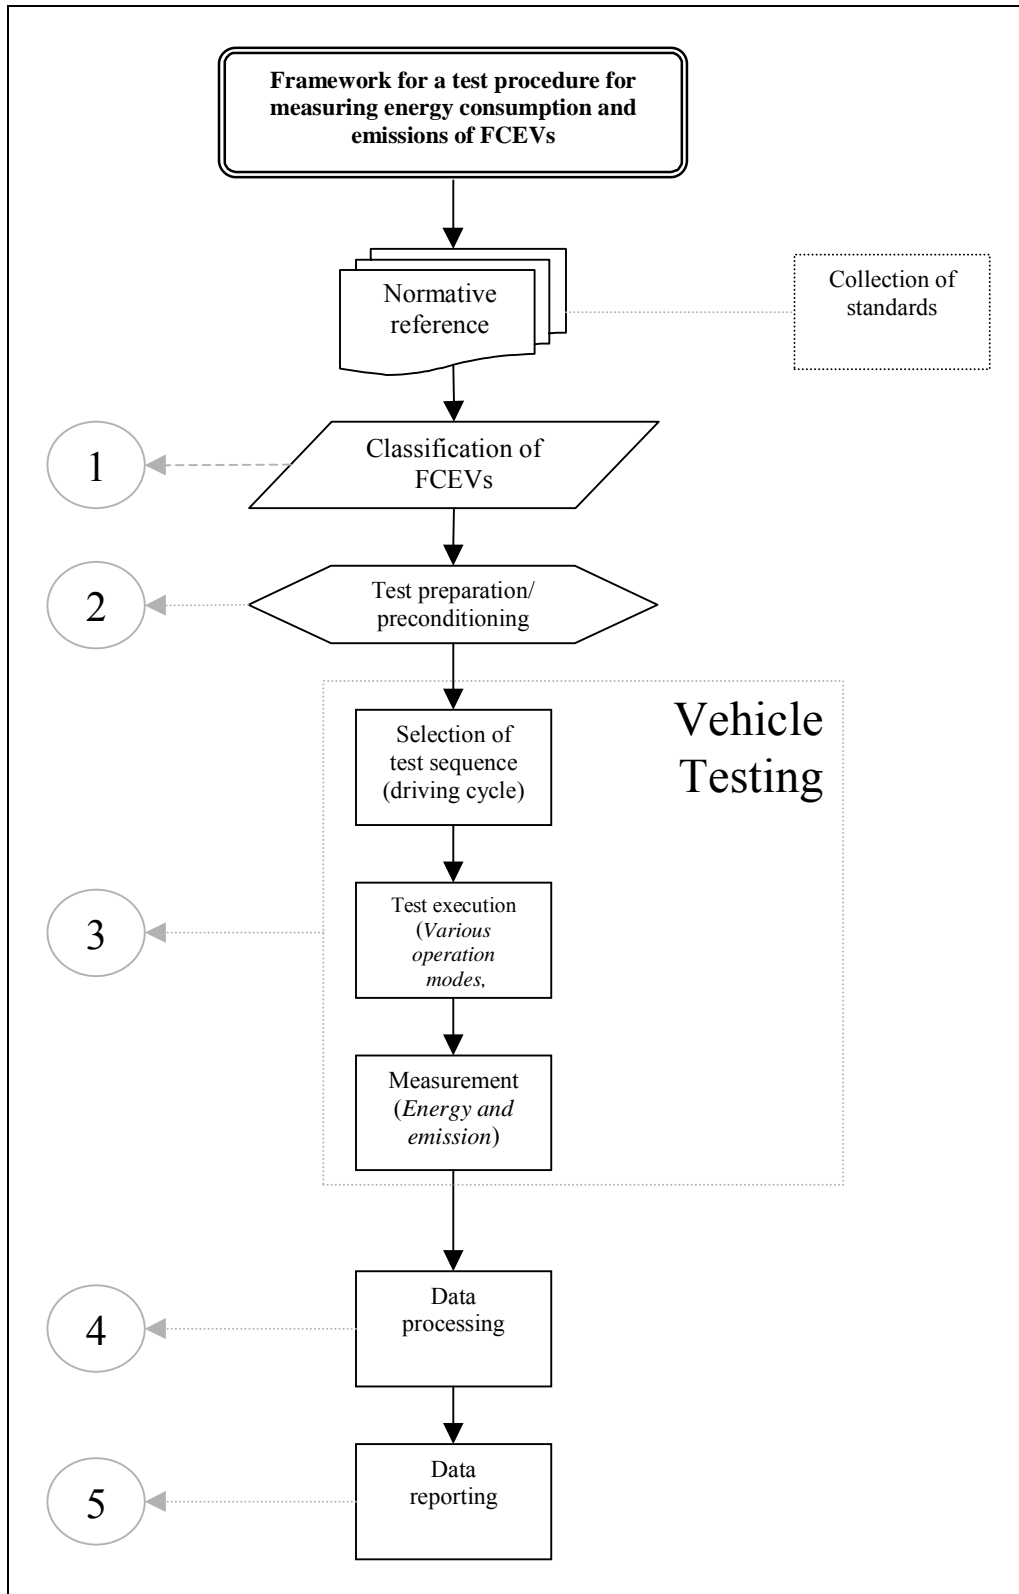 Framework for a test procedure for
measuring energy consumption and
emissions of FCEVs
Normative
reference
Collection of
standards
1
Classification of
FCEVs
2
Test preparation/
preconditioning
Vehicle
Testing
Selection of
test sequence
(driving cycle)
3
Test execution
(Various
operation
modes,
Measurement
(Energy and
emission)
4
Data
processing
5
Data
reporting